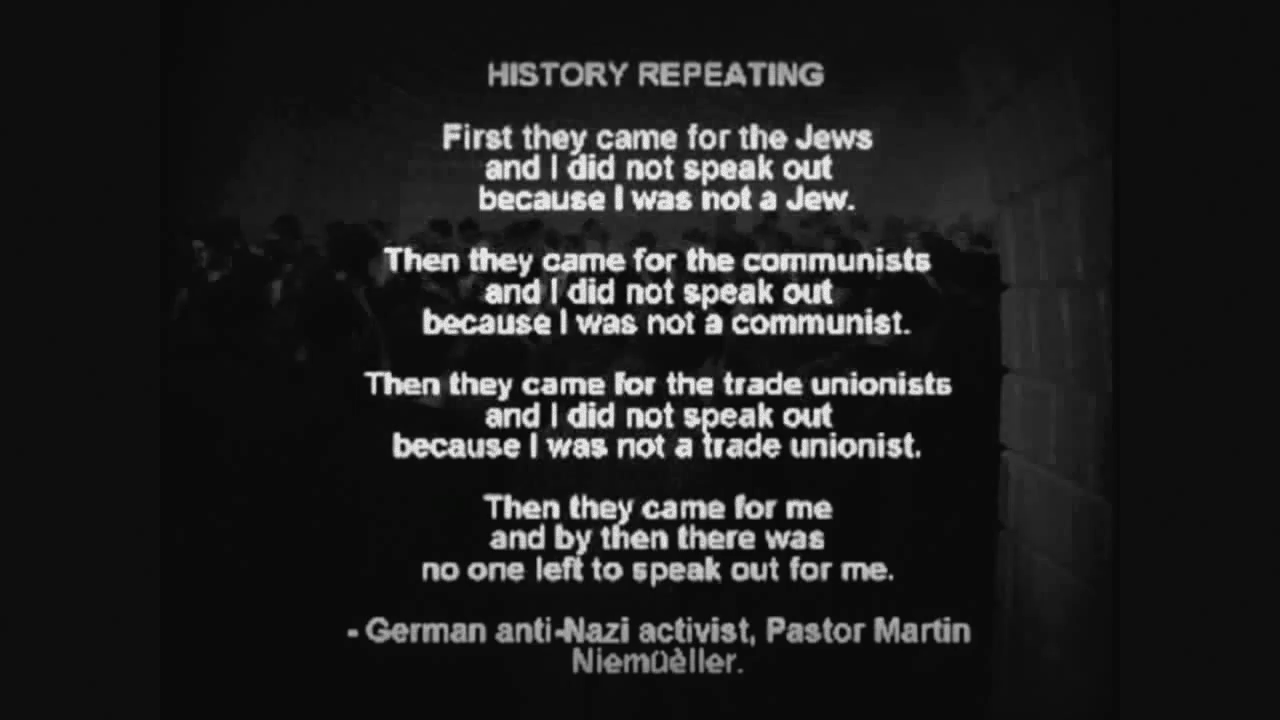 HISTORY REPEATING
First they came for the Jews
and I did not speak out
because I was not a Jew.
Then they came for the communists
and I did not speak out
because I was not a communist.
Then they came for the trade unionists
and I did not speak out
because I was not a trade unionist.
Then they came for me
and by then there was
no one left to speak out for me.
- German anti-Nazi activist, Pastor Martin
Niemüèller.